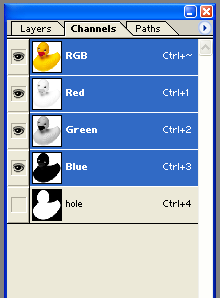 Layers Channels Paths
RGB Ctrl+~
Red Ctrl+1
Green Ctrl+2
Blue Ctrl+3
hole Ctrl+4